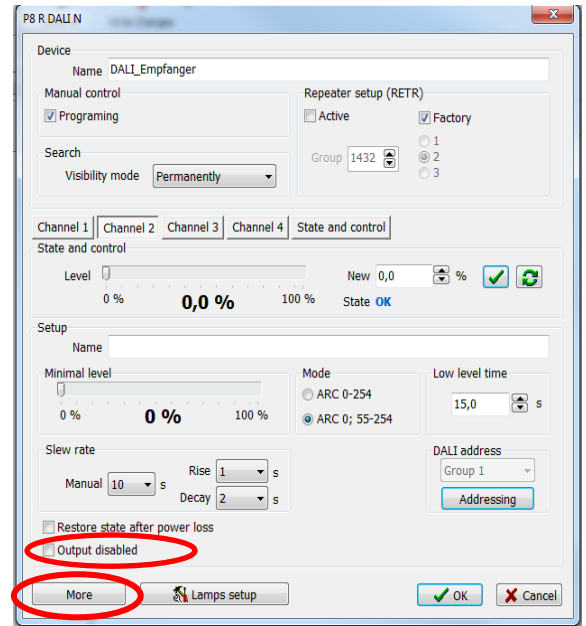 P8 R DALI N
Device
Name DALI_Empfanger
Manual control
Programing
Repeater setup (RETR)
Active
Factory
Group 1432
1
2
3
Search
Visibility mode Permanently
Channel 1 Channel 2 Channel 3 Channel 4 State and control
State and control
Level
0 % 0,0 % 100 %
New 0,0 %
State OK
Setup
Name
Minimal level
0 % 0 % 100 %
Mode
ARC 0-254
ARC 0; 55-254
Low level time
15,0 s
Slew rate
Manual 10 s
Rise 1 s
Decay 2 s
DALI address
Group 1
Addressing
Restore state after power loss
Output disabled
More Lamps setup OK Cancel